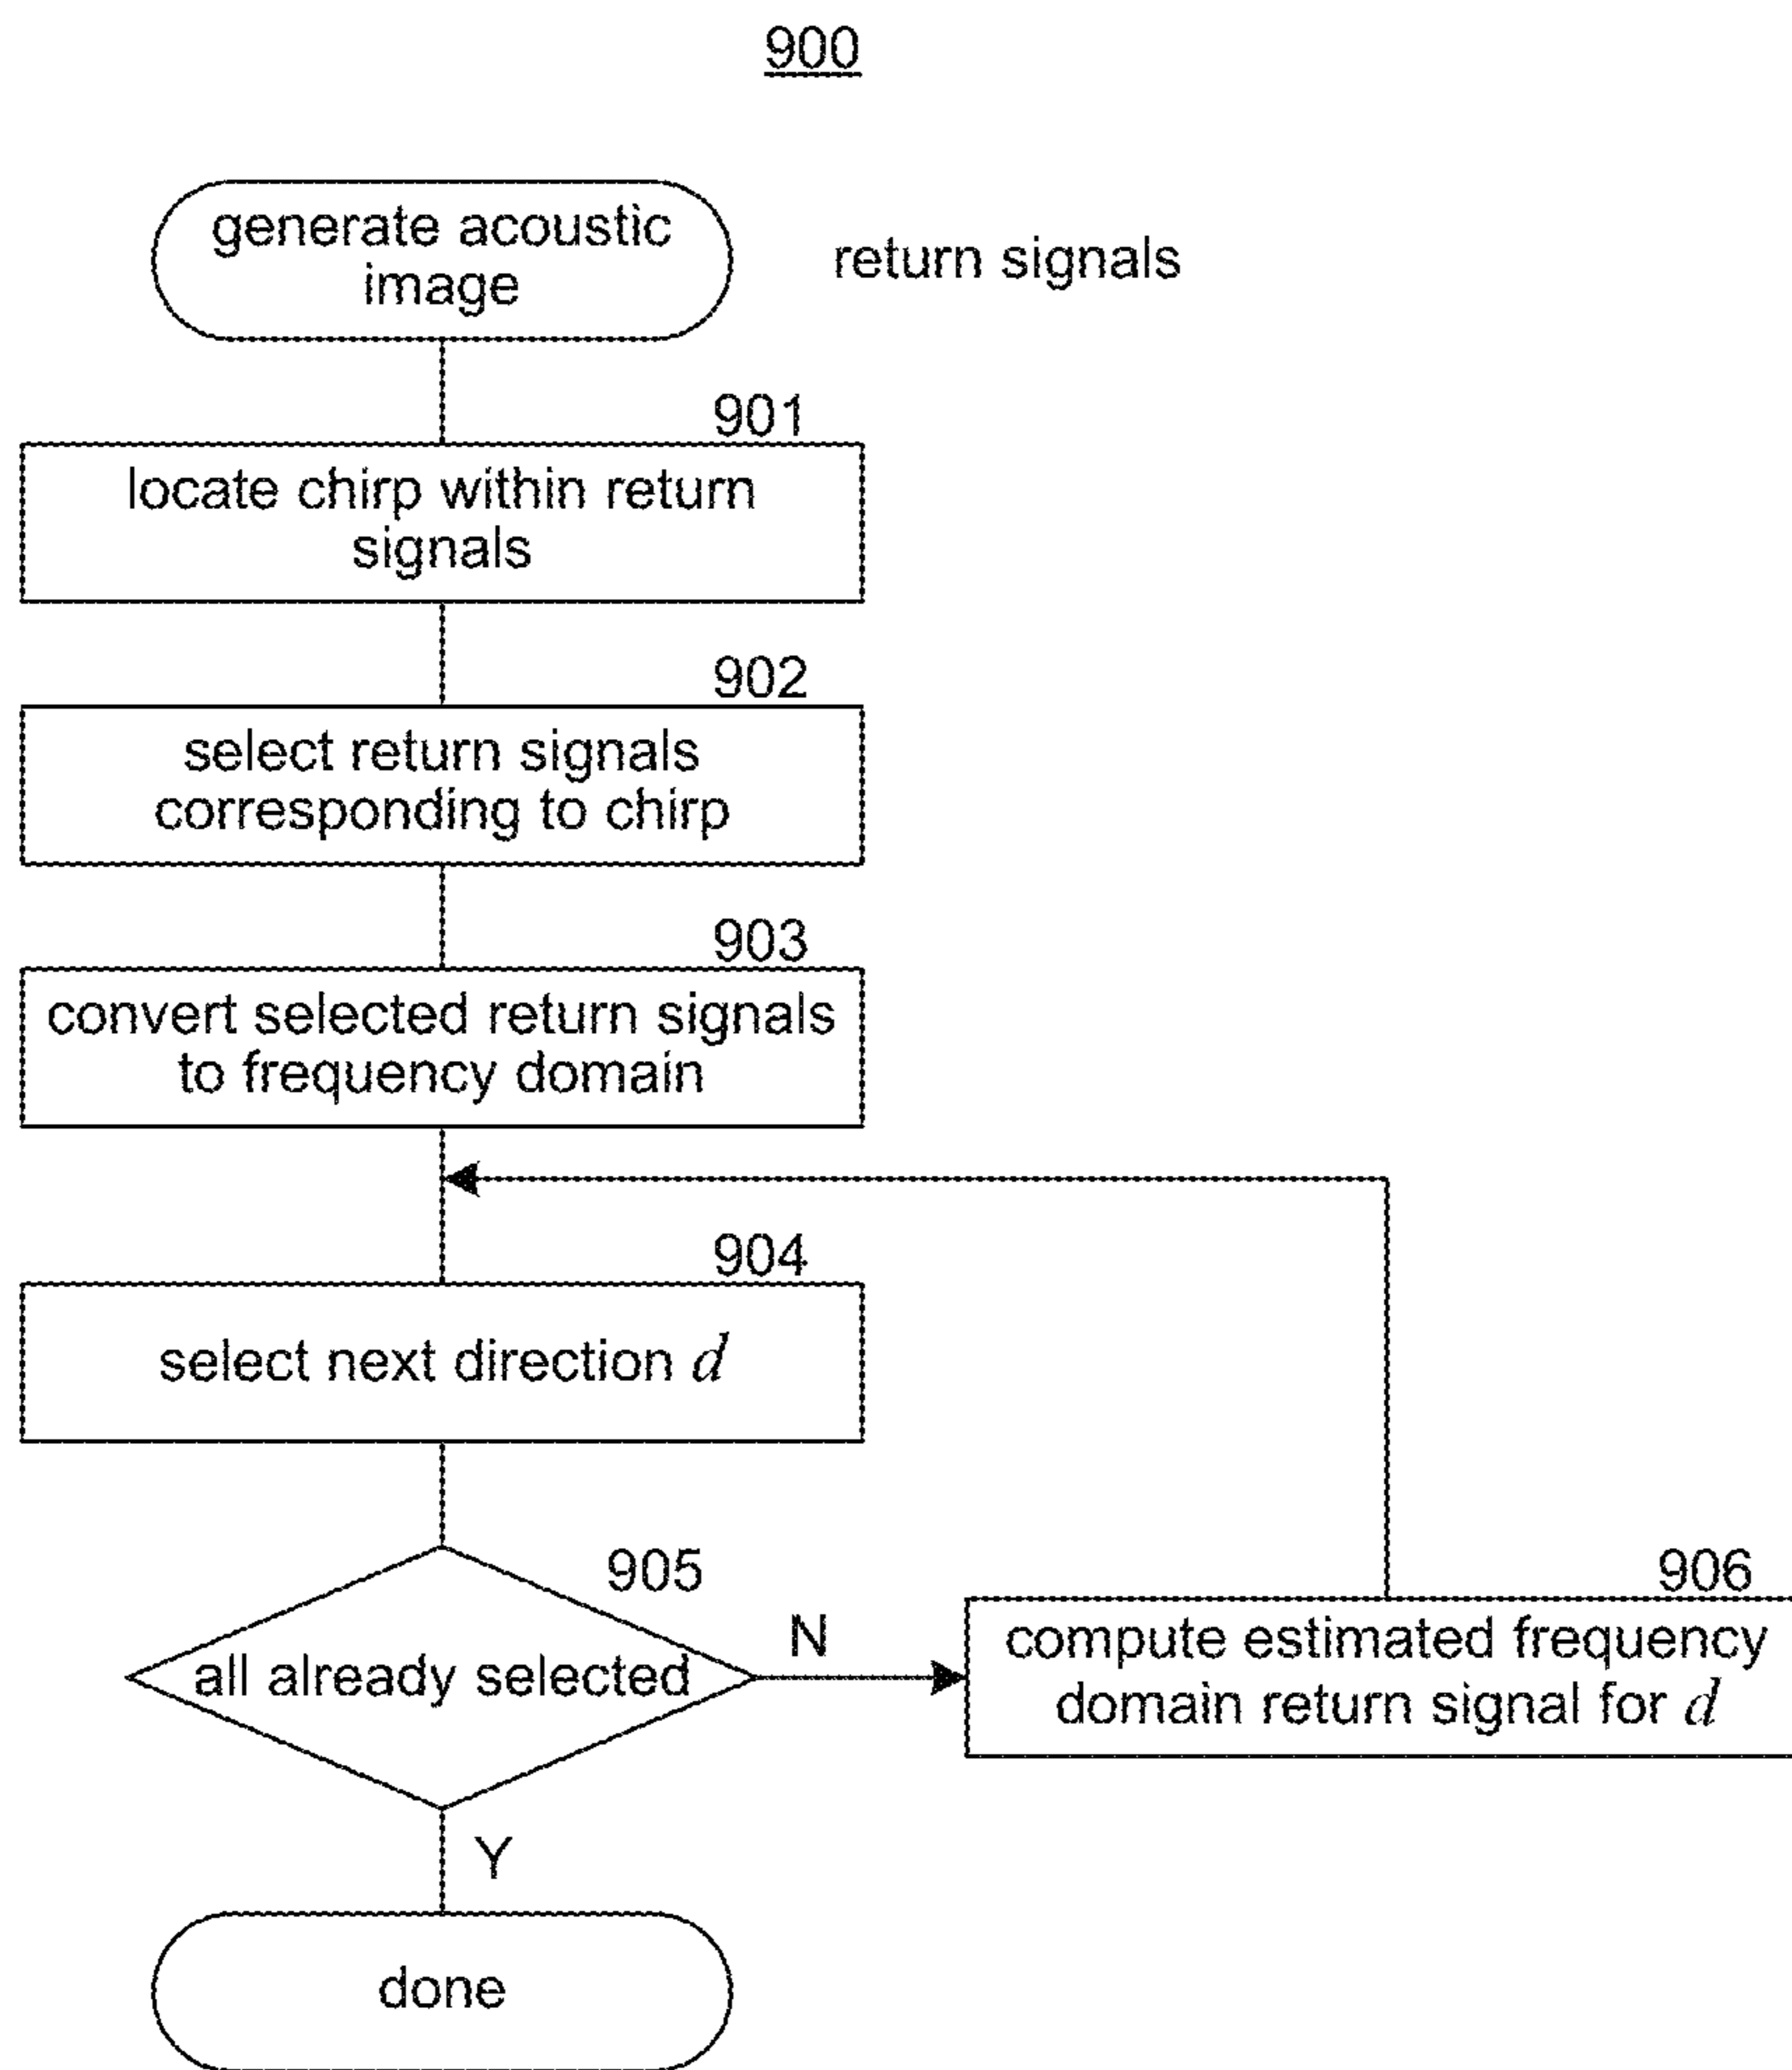 900
generate acoustic
image
return signals
901
locate chirp within return
signals
902
select return signals
corresponding to chirp
903
convert selected return signals
to frequency domain
904
select next direction d
905
all already selected
N
906
compute estimated frequency
domain return signal for d
Y
done